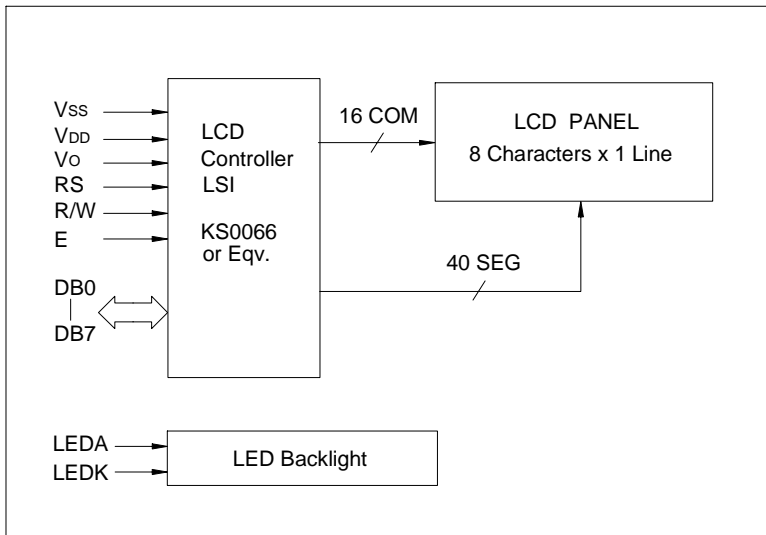 VSS
VDD
VO
RS
R/W
E
DB0
DB7
LCD
Controller
LSI
KS0066
or Eqv.
16 COM
40 SEG
LCD PANEL
8 Characters x 1 Line
LEDA
LEDK
LED Backlight